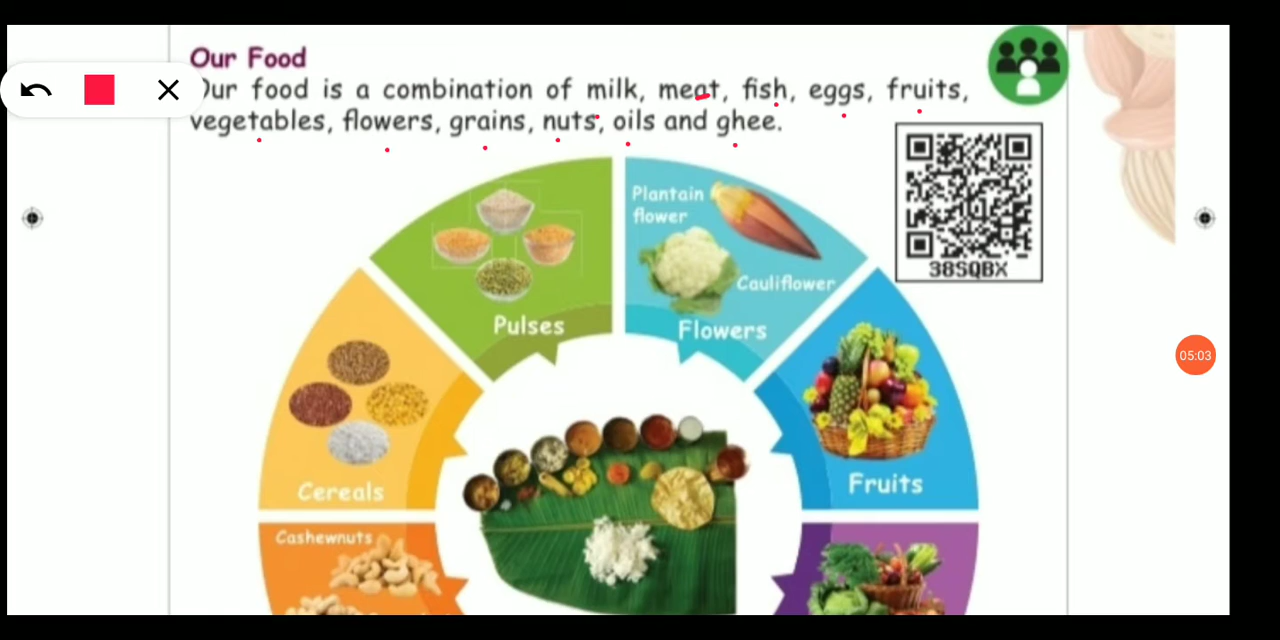 Our Food
Our food is a combination of milk, meat, fish, eggs, fruits,
vegetables, flowers, grains, nuts, oils and ghee.
38SQBX
Plantain
flower
Cauliflower
Pulses
Flowers
Cereals
Fruits
Cashewnuts
05:03